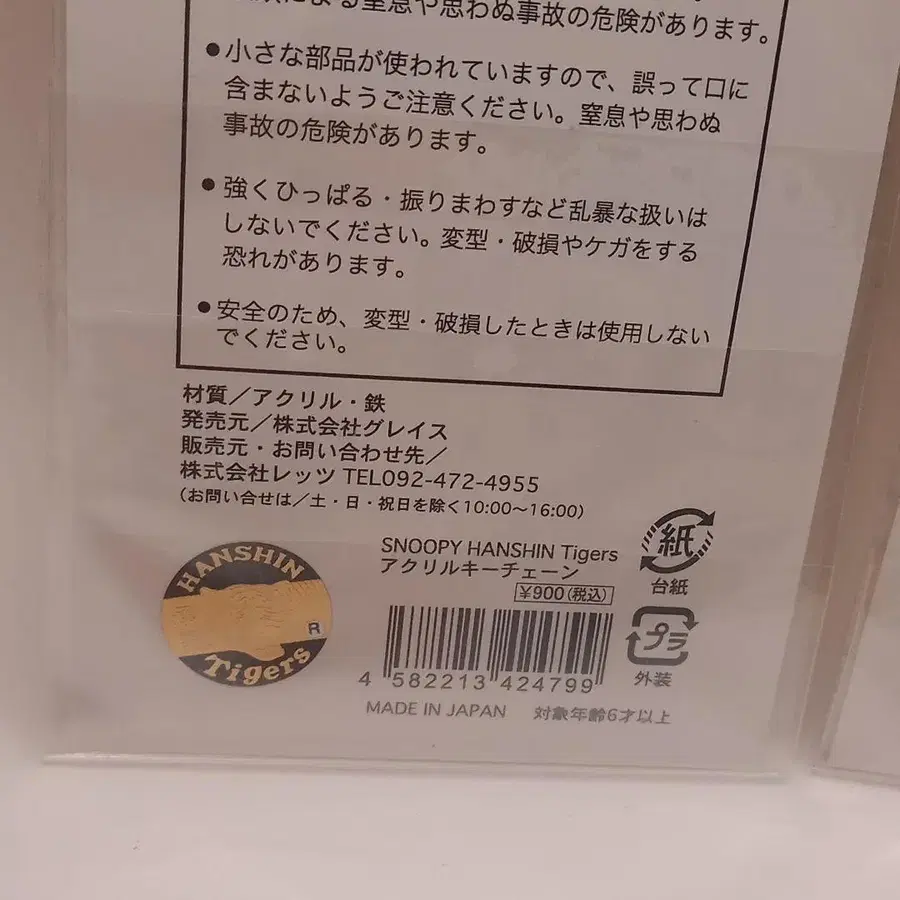 による窒息や思わぬ事故の危険があります。
●小さな部品が使われていますので、誤って口に
含まないようご注意ください。窒息や思わぬ
事故の危険があります。
●強くひっぱる・振りまわすなど乱暴な扱いは
しないでください。変型・破損やケガをする
恐れがあります。
●安全のため、変型・破損したときは使用しない
でください。
材質／アクリル・鉄
発売元／株式会社グレイス
販売元・お問い合わせ先／
株式会社レッツ TEL092-472-4955
(お問い合せは／土・日・祝日を除く10:00〜16:00)
HANSHIN
Tigers
R
SNOOPY HANSHIN Tigers
アクリルキーチェーン
¥900(税込)
4 582213 424799
MADE IN JAPAN 対象年齢6才以上
紙
台紙
プラ
外装